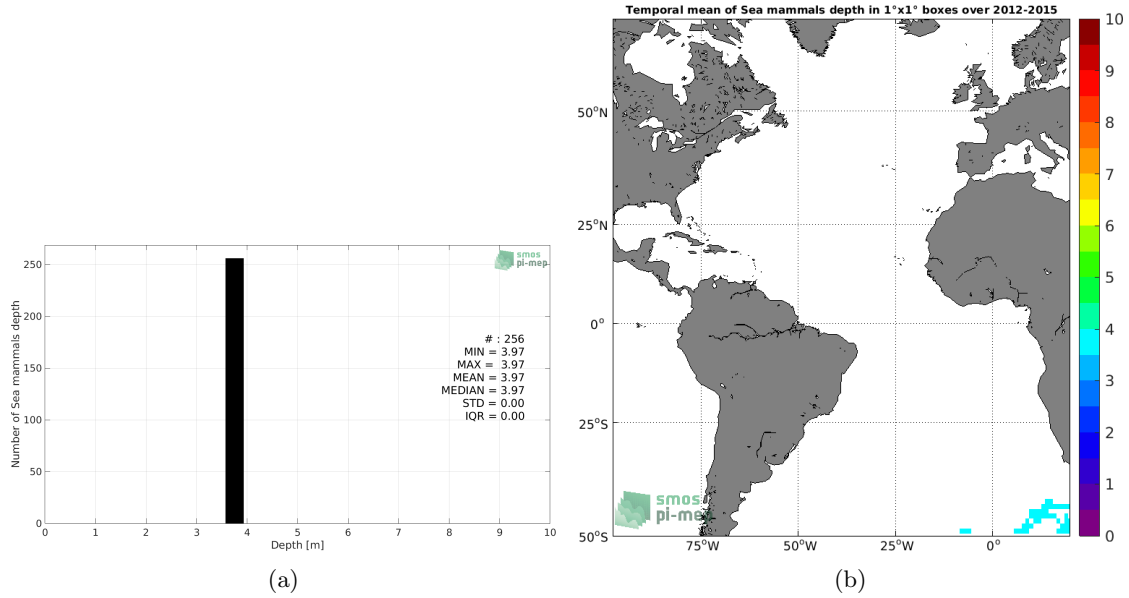 Temporal mean of Sea mammals depth in 1°x1° boxes over 2012-2015
smos
pi-mep
# : 256
MIN = 3.97
MAX = 3.97
MEAN = 3.97
MEDIAN = 3.97
STD = 0.00
IQR = 0.00
250
200
150
100
50
0
Number of Sea mammals depth
0 1 2 3 4 5 6 7 8 9 10
Depth [m]
(a)
50°N
25°N
0°
25°S
50°S
75°W 50°W 25°W 0°
smos
pi-mep
10
9
8
7
6
5
4
3
2
1
0
(b)